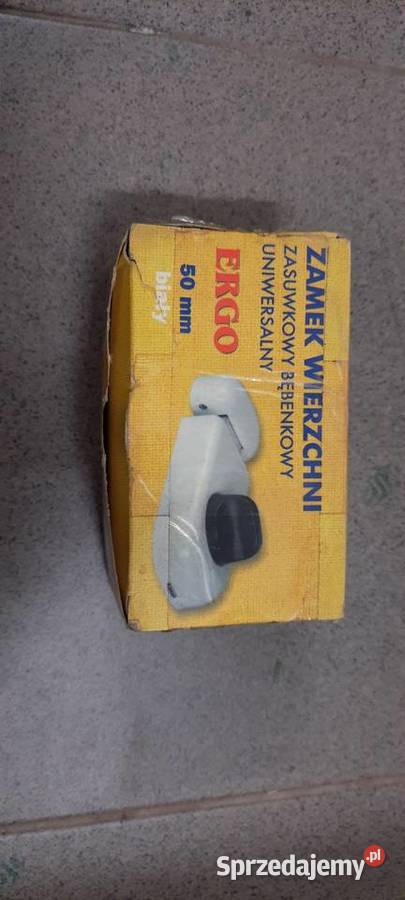 ZAMEK WIERZCHNI
ZASUWKOWY BĘBENKOWY
UNIWERSALNY
ERGO
50 mm
biały
Sprzedajemy.pl